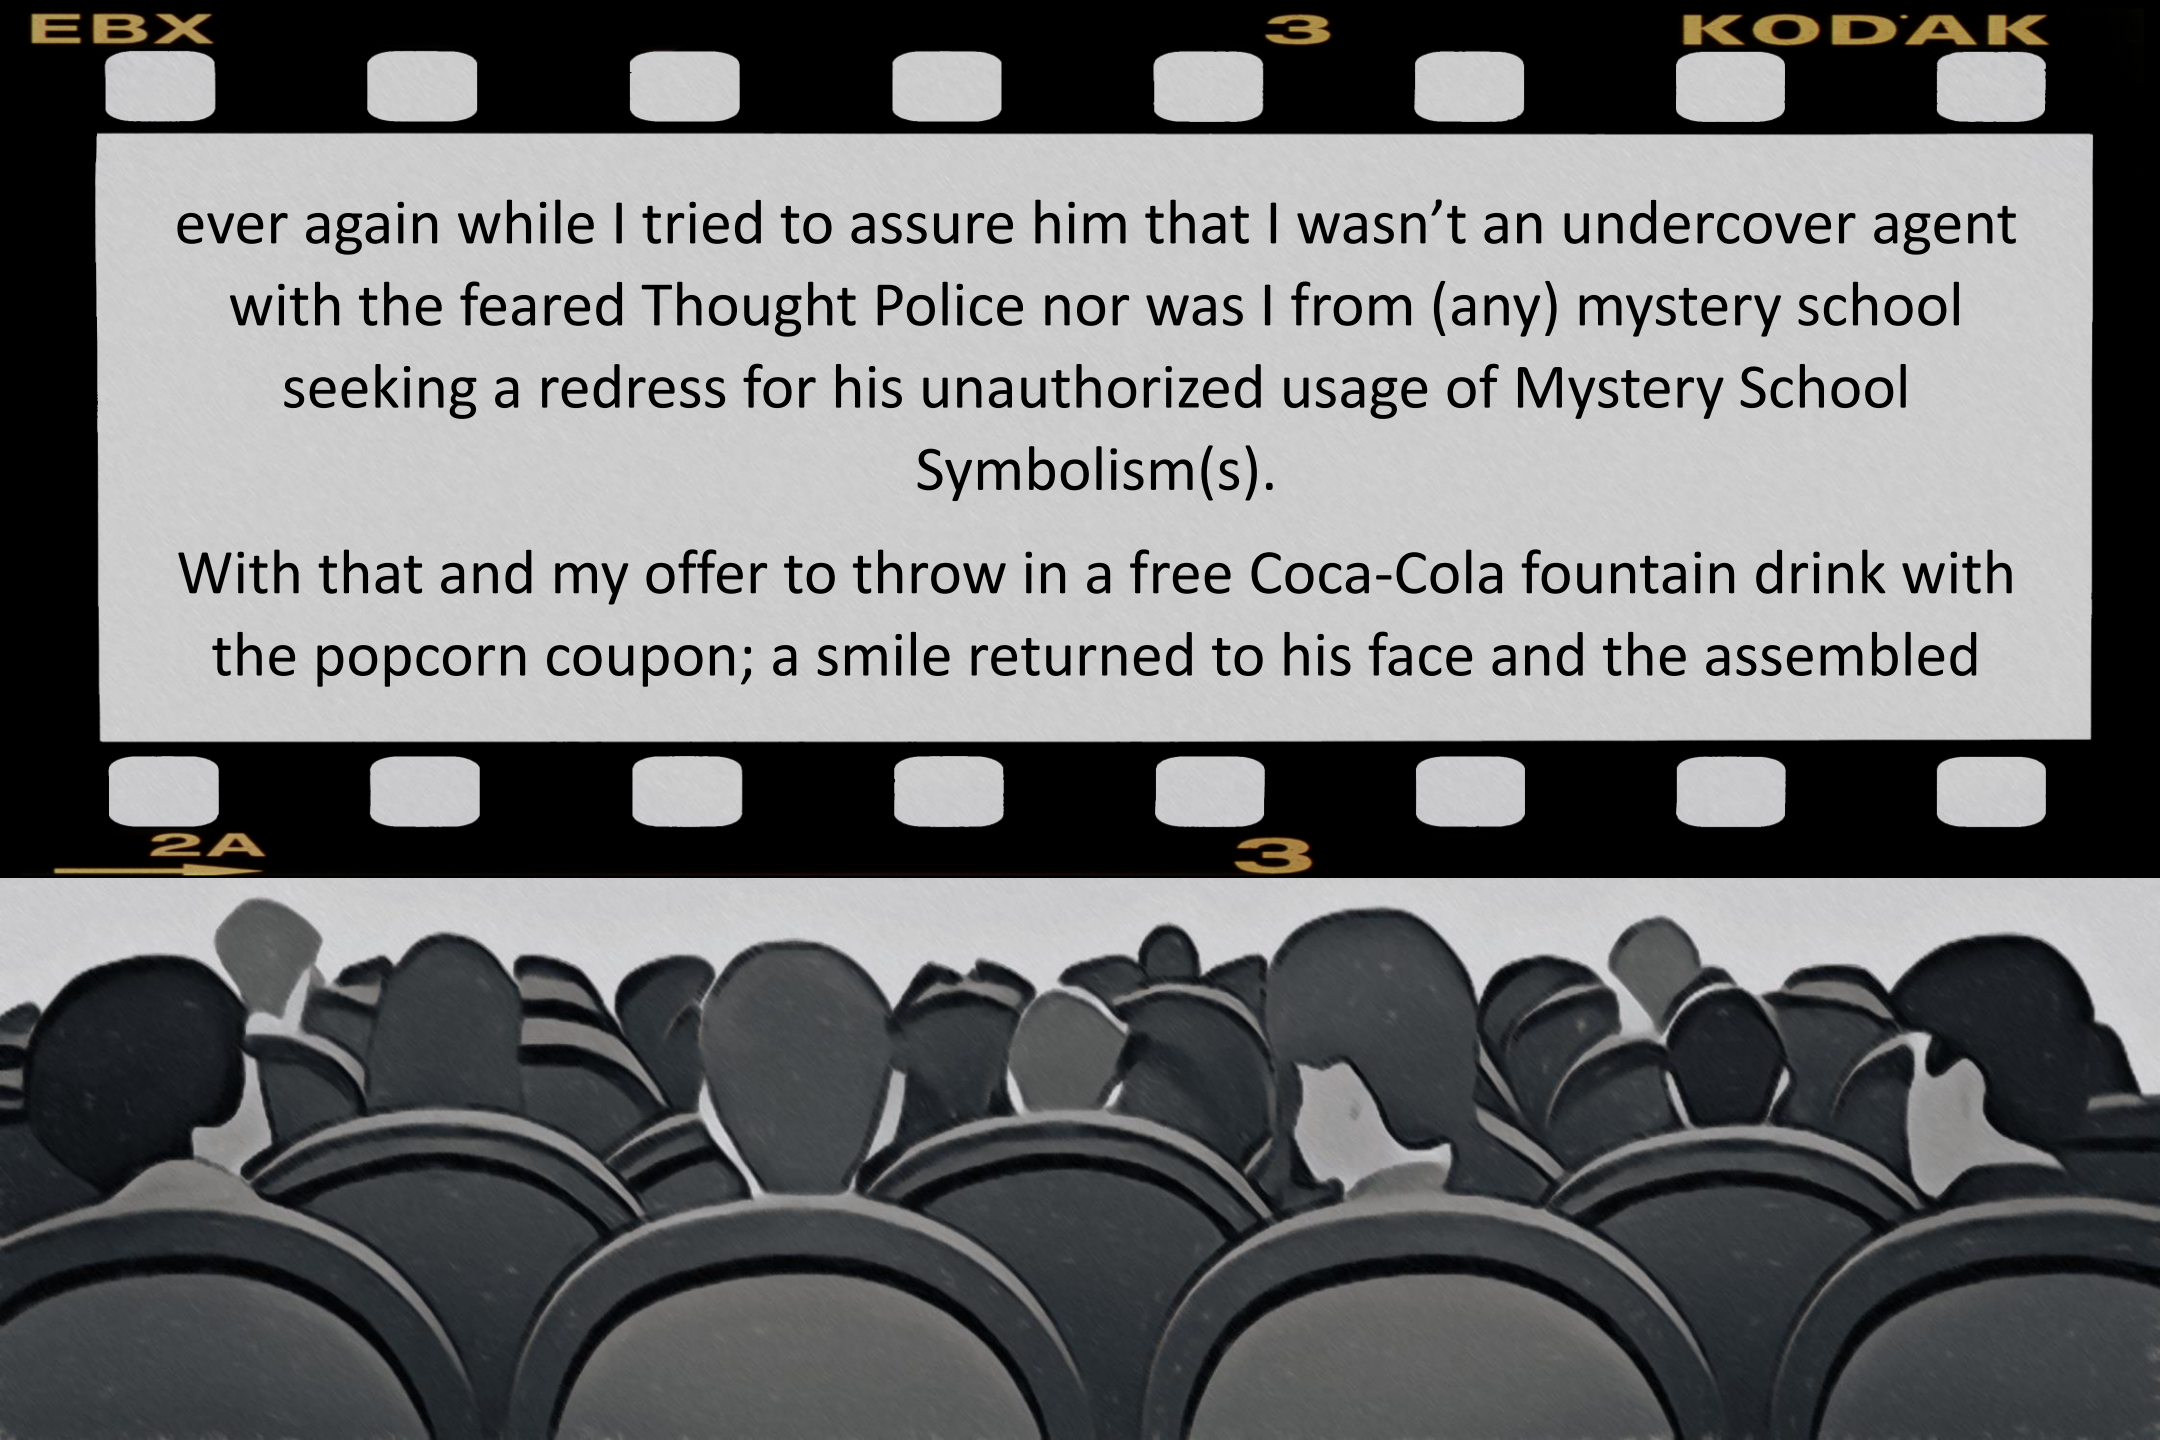 EBX 3 KODAK
ever again while I tried to assure him that I wasn’t an undercover agent
with the feared Thought Police nor was I from (any) mystery school
seeking a redress for his unauthorized usage of Mystery School
Symbolism(s).
With that and my offer to throw in a free Coca-Cola fountain drink with
the popcorn coupon; a smile returned to his face and the assembled
2A 3